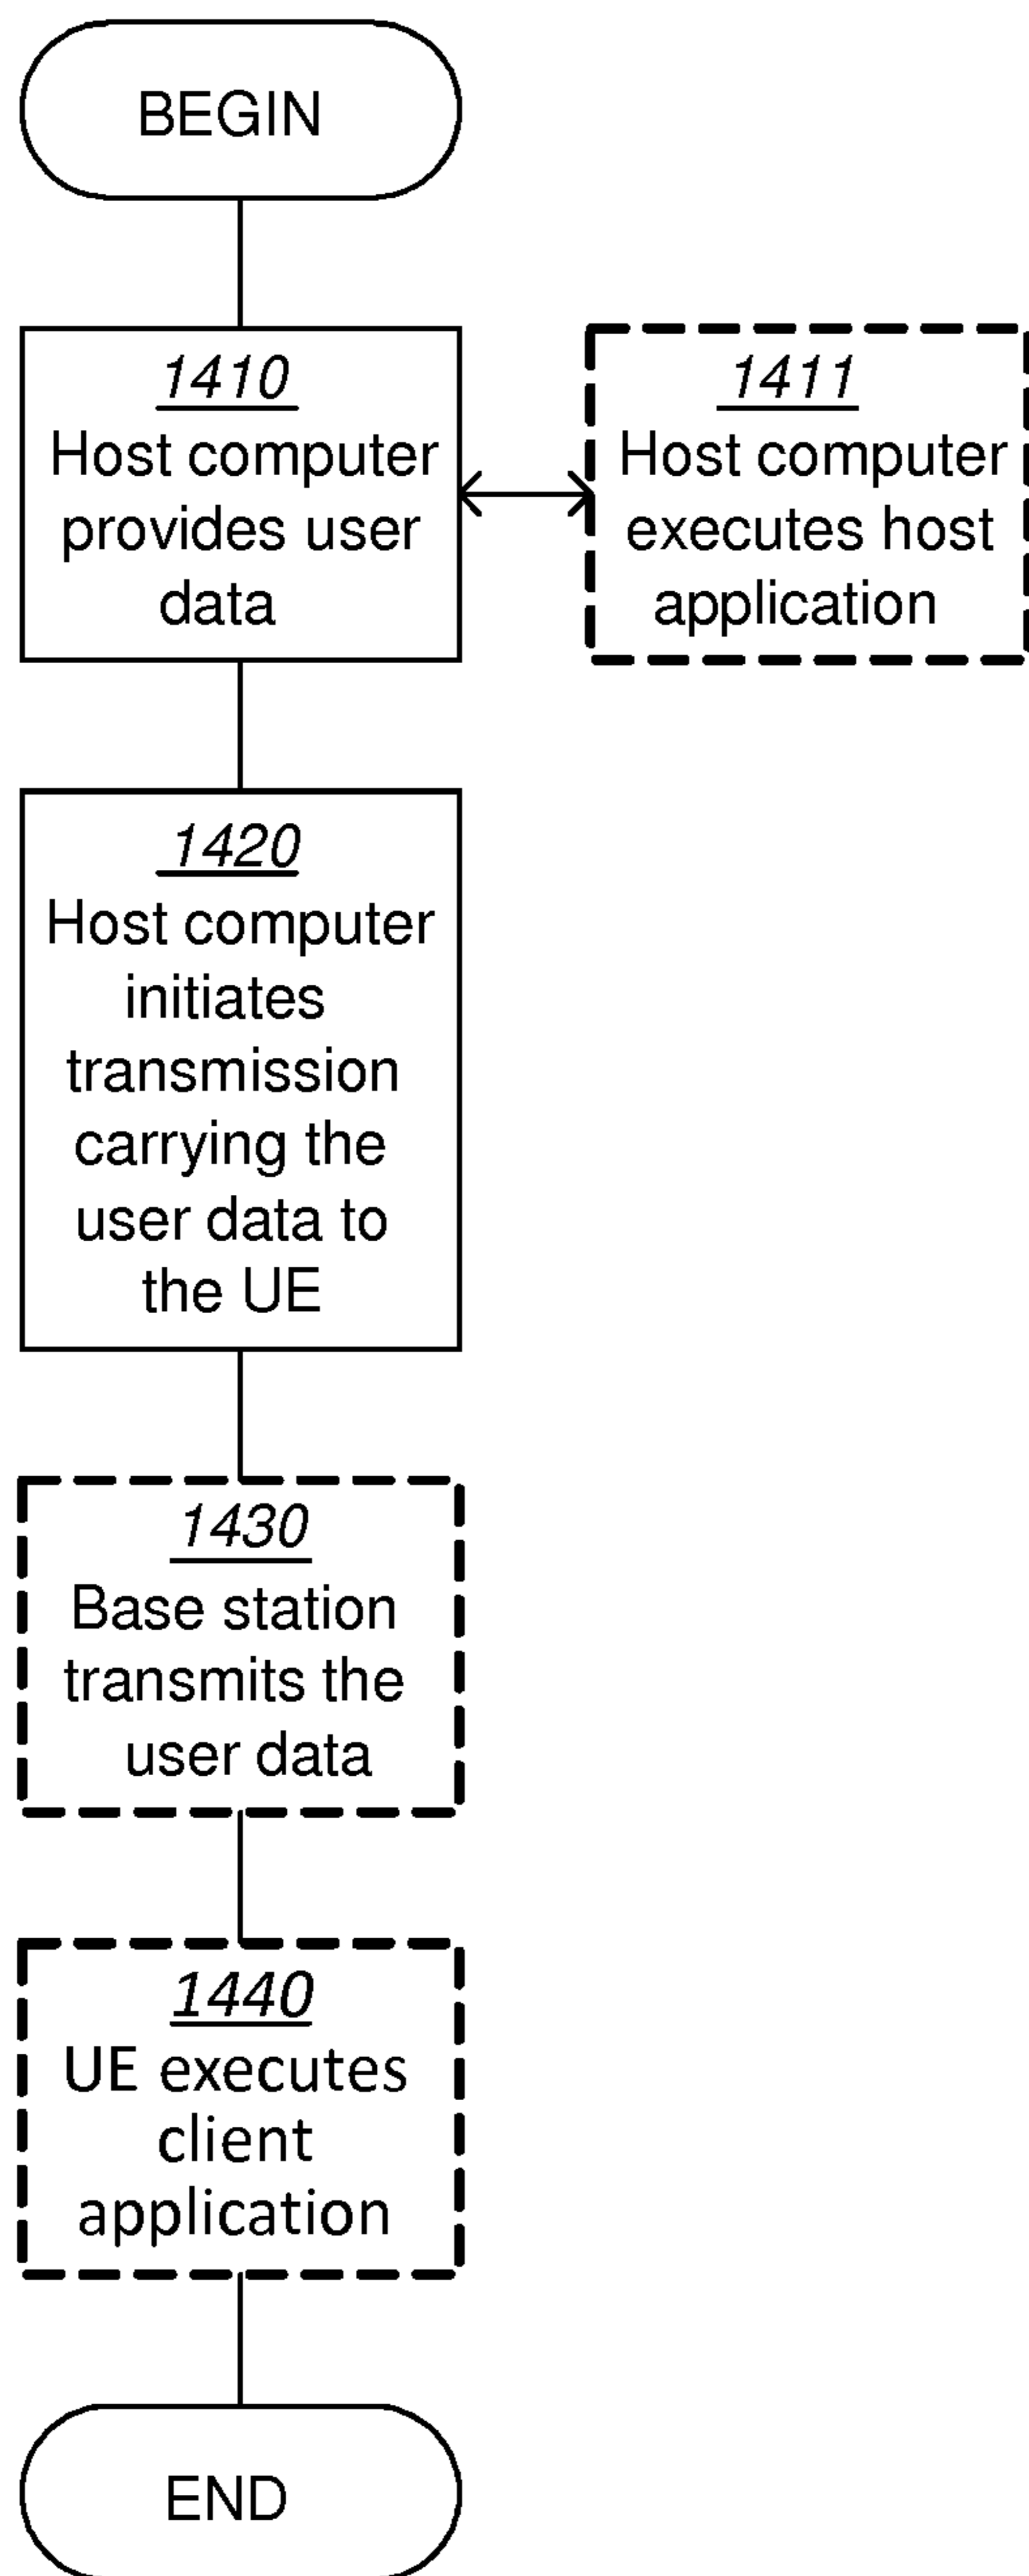 BEGIN
1410
Host computer
provides user
data
1411
Host computer
executes host
application
1420
Host computer
initiates
transmission
carrying the
user data to
the UE
1430
Base station
transmits the
user data
1440
UE executes
client
application
END